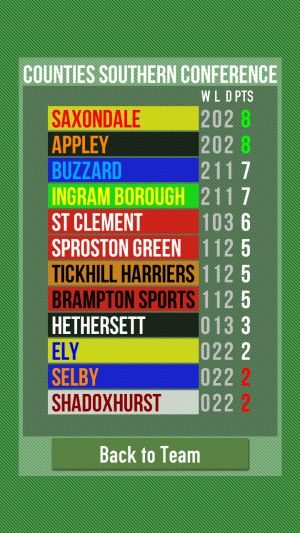 COUNTIES SOUTHERN CONFERENCE
W L D PTS
SAXONDALE 2 0 2 8
APPLEY 2 0 2 8
BUZZARD 2 1 1 7
INGRAM BOROUGH 2 1 1 7
ST CLEMENT 1 0 3 6
SPROSTON GREEN 1 1 2 5
TICKHILL HARRIERS 1 1 2 5
BRAMPTON SPORTS 1 1 2 5
HETHERSETT 0 1 3 3
ELY 0 2 2 2
SELBY 0 2 2 2
SHADOXHURST 0 2 2 2
Back to Team